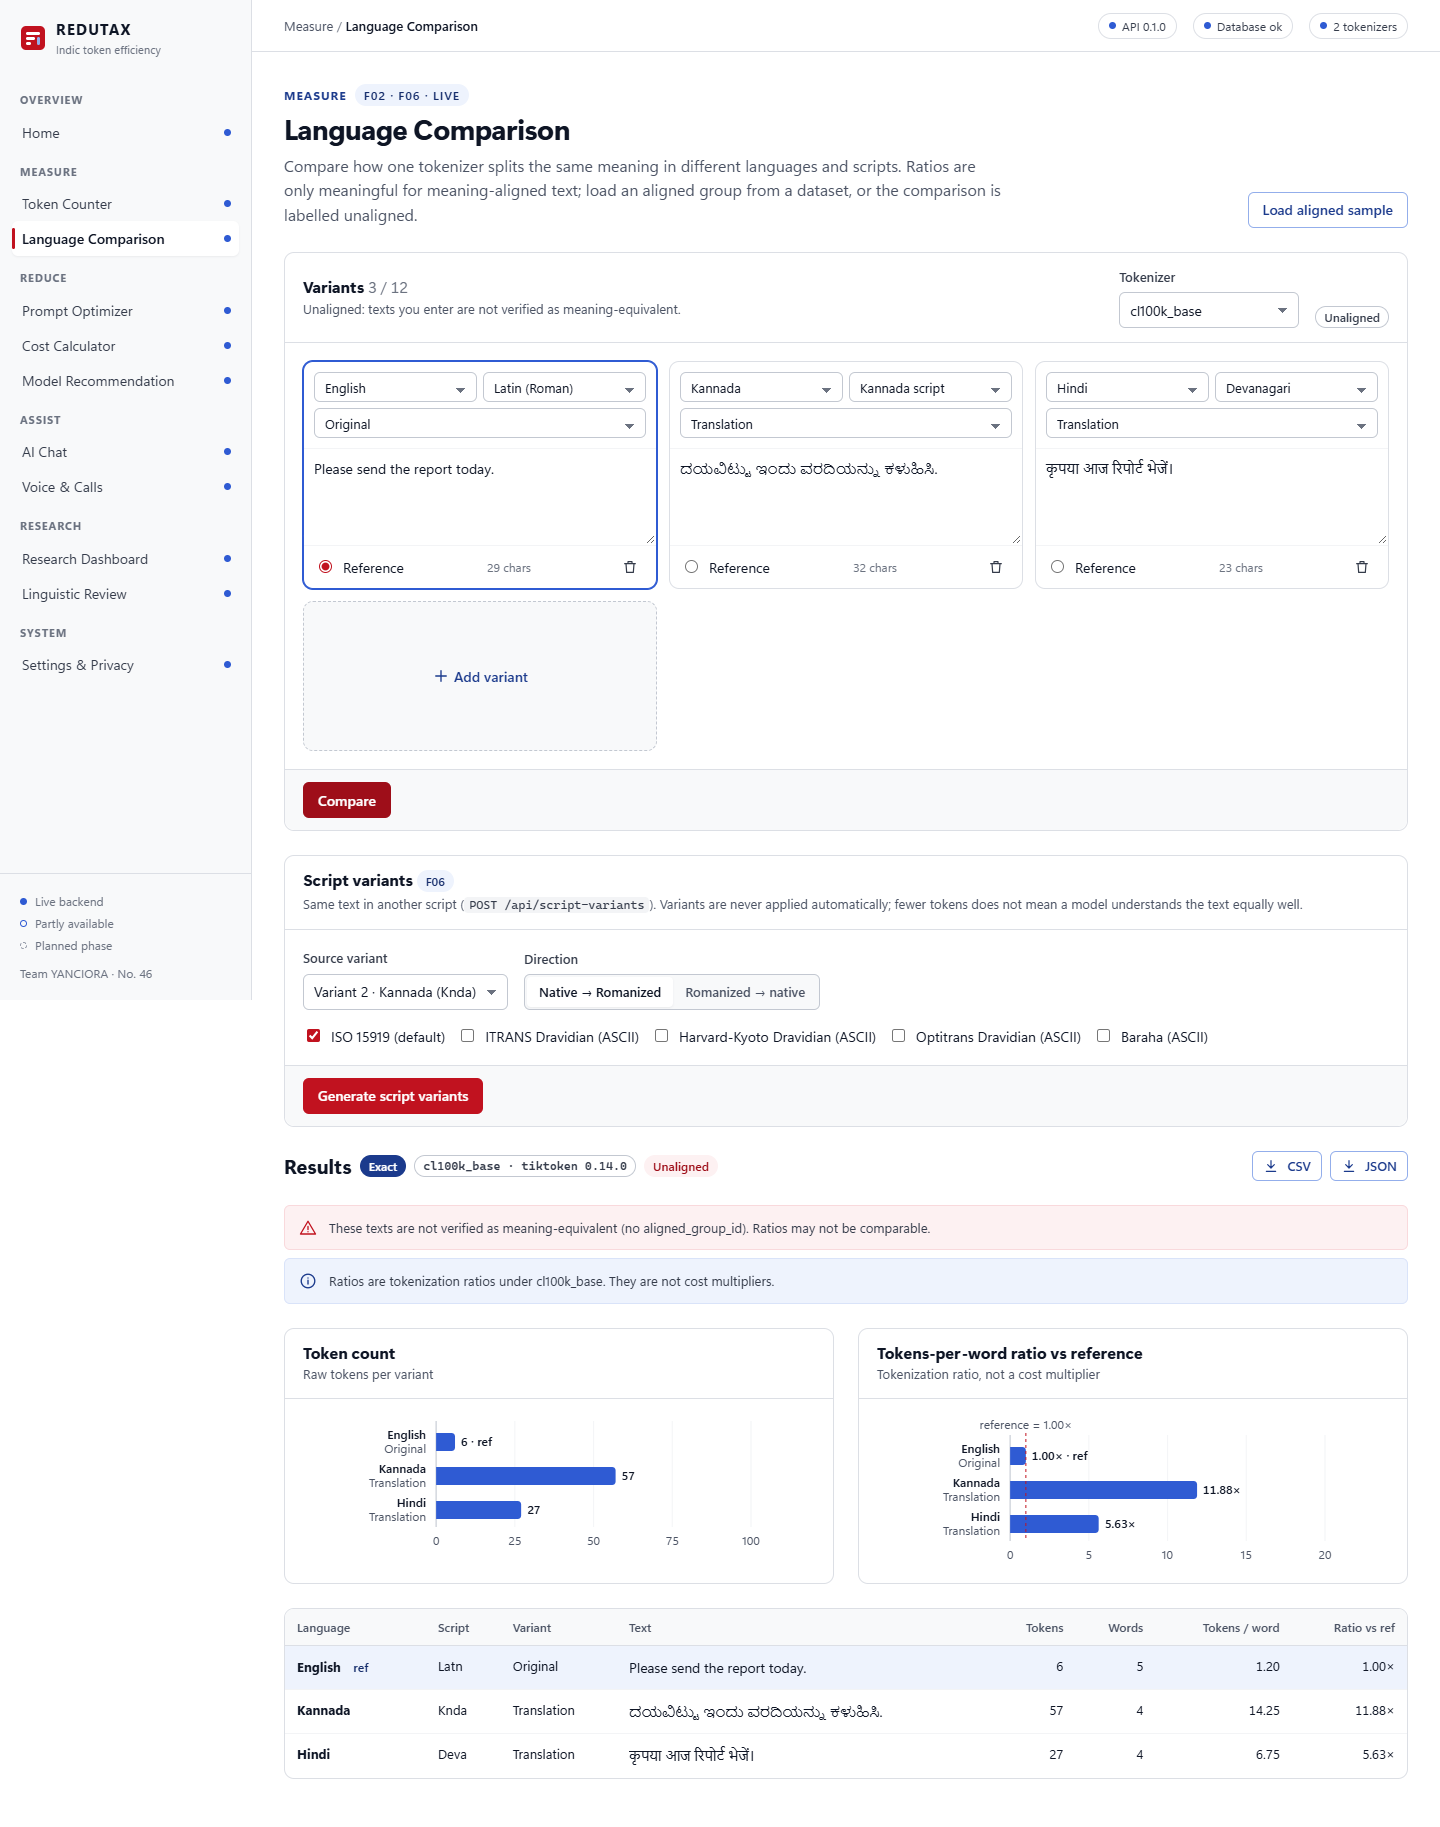 REDUTAX
Indic token efficiency
OVERVIEW
Home
MEASURE
Token Counter
Language Comparison
REDUCE
Prompt Optimizer
Cost Calculator
Model Recommendation
ASSIST
AI Chat
Voice & Calls
RESEARCH
Research Dashboard
Linguistic Review
SYSTEM
Settings & Privacy
Live backend
Partly available
Planned phase
Team YANCIORA · No. 46
Measure / Language Comparison
API 0.1.0
Database ok
2 tokenizers
MEASURE F02 · F06 · LIVE
Language Comparison
Compare how one tokenizer splits the same meaning in different languages and scripts. Ratios are
only meaningful for meaning-aligned text; load an aligned group from a dataset, or the comparison is
labelled unaligned.
Load aligned sample
Variants 3 / 12
Unaligned: texts you enter are not verified as meaning-equivalent.
Tokenizer
cl100k_base
Unaligned
English
Latin (Roman)
Original
Please send the report today.
Reference
29 chars
Kannada
Kannada script
Translation
ದಯವಿಟ್ಟು ಇಂದು ವರದಿಯನ್ನು ಕಳುಹಿಸಿ.
Reference
32 chars
Hindi
Devanagari
Translation
कृपया आज रिपोर्ट भेजें।
Reference
23 chars
+ Add variant
Compare
Script variants F06
Same text in another script ( POST /api/script-variants ). Variants are never applied automatically; fewer tokens does not mean a model understands the text equally well.
Source variant
Variant 2 · Kannada (Knda)
Direction
Native → Romanized
Romanized → native
ISO 15919 (default)
ITRANS Dravidian (ASCII)
Harvard-Kyoto Dravidian (ASCII)
Optitrans Dravidian (ASCII)
Baraha (ASCII)
Generate script variants
Results Exact cl100k_base · tiktoken 0.14.0 Unaligned
CSV
JSON
These texts are not verified as meaning-equivalent (no aligned_group_id). Ratios may not be comparable.
Ratios are tokenization ratios under cl100k_base. They are not cost multipliers.
Token count
Raw tokens per variant
English
Original
6 · ref
Kannada
Translation
57
Hindi
Translation
27
0 25 50 75 100
Tokens-per-word ratio vs reference
Tokenization ratio, not a cost multiplier
reference = 1.00×
English
Original
1.00× · ref
Kannada
Translation
11.88×
Hindi
Translation
5.63×
0 5 10 15 20
Language Script Variant Text Tokens Words Tokens / word Ratio vs ref
English ref Latn Original Please send the report today. 6 5 1.20 1.00×
Kannada Knda Translation ದಯವಿಟ್ಟು ಇಂದು ವರದಿಯನ್ನು ಕಳುಹಿಸಿ. 57 4 14.25 11.88×
Hindi Deva Translation कृपया आज रिपोर्ट भेजें। 27 4 6.75 5.63×